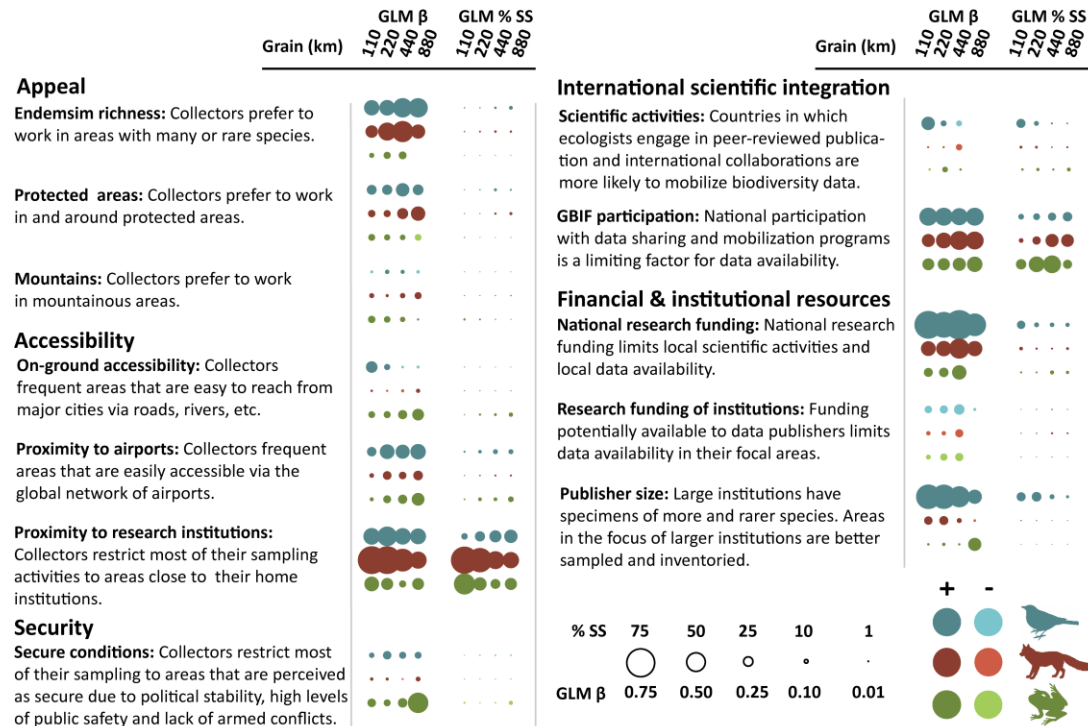 GLM β GLM % SS
Grain (km) 110 220 440 880 110 220 440 880
Appeal
Endemsim richness: Collectors prefer to
work in areas with many or rare species.
Protected areas: Collectors prefer to work
in and around protected areas.
Mountains: Collectors prefer to work
in mountainous areas.
Accessibility
On-ground accessibility: Collectors
frequent areas that are easy to reach from
major cities via roads, rivers, etc.
Proximity to airports: Collectors frequent
areas that are easily accessible via the
global network of airports.
Proximity to research institutions:
Collectors restrict most of their sampling
activities to areas close to their home
institutions.
Security
Secure conditions: Collectors restrict most
of their sampling to areas that are perceived
as secure due to political stability, high levels
of public safety and lack of armed conflicts.
GLM β GLM % SS
Grain (km) 110 220 440 880 110 220 440 880
International scientific integration
Scientific activities: Countries in which
ecologists engage in peer-reviewed publica-
tion and international collaborations are
more likely to mobilize biodiversity data.
GBIF participation: National participation
with data sharing and mobilization programs
is a limiting factor for data availability.
Financial & institutional resources
National research funding: National research
funding limits local scientific activities and
local data availability.
Research funding of institutions: Funding
potentially available to data publishers limits
data availability in their focal areas.
Publisher size: Large institutions have
specimens of more and rarer species. Areas
in the focus of larger institutions are better
sampled and inventoried.
+ -
% SS 75 50 25 10 1
GLM β 0.75 0.50 0.25 0.10 0.01